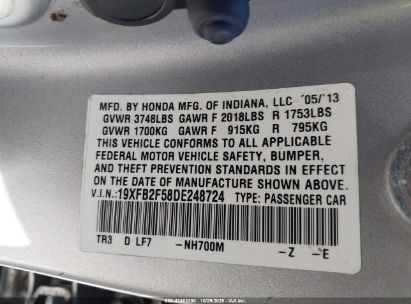 MFD. BY HONDA MFG. OF INDIANA, LLC '05/'13
GVWR 3748LBS GAWR F 2018LBS R 1753LBS
GVWR 1700KG GAWR F 915KG R 795KG
THIS VEHICLE CONFORMS TO ALL APPLICABLE
FEDERAL MOTOR VEHICLE SAFETY, BUMPER,
AND THEFT PREVENTION STANDARDS IN EFFECT
ON THE DATE OF MANUFACTURE SHOWN ABOVE.
V.I.N.:19XFB2F58DE248724 TYPE: PASSENGER CAR
TR3 D LF7 -NH700M -Z -E